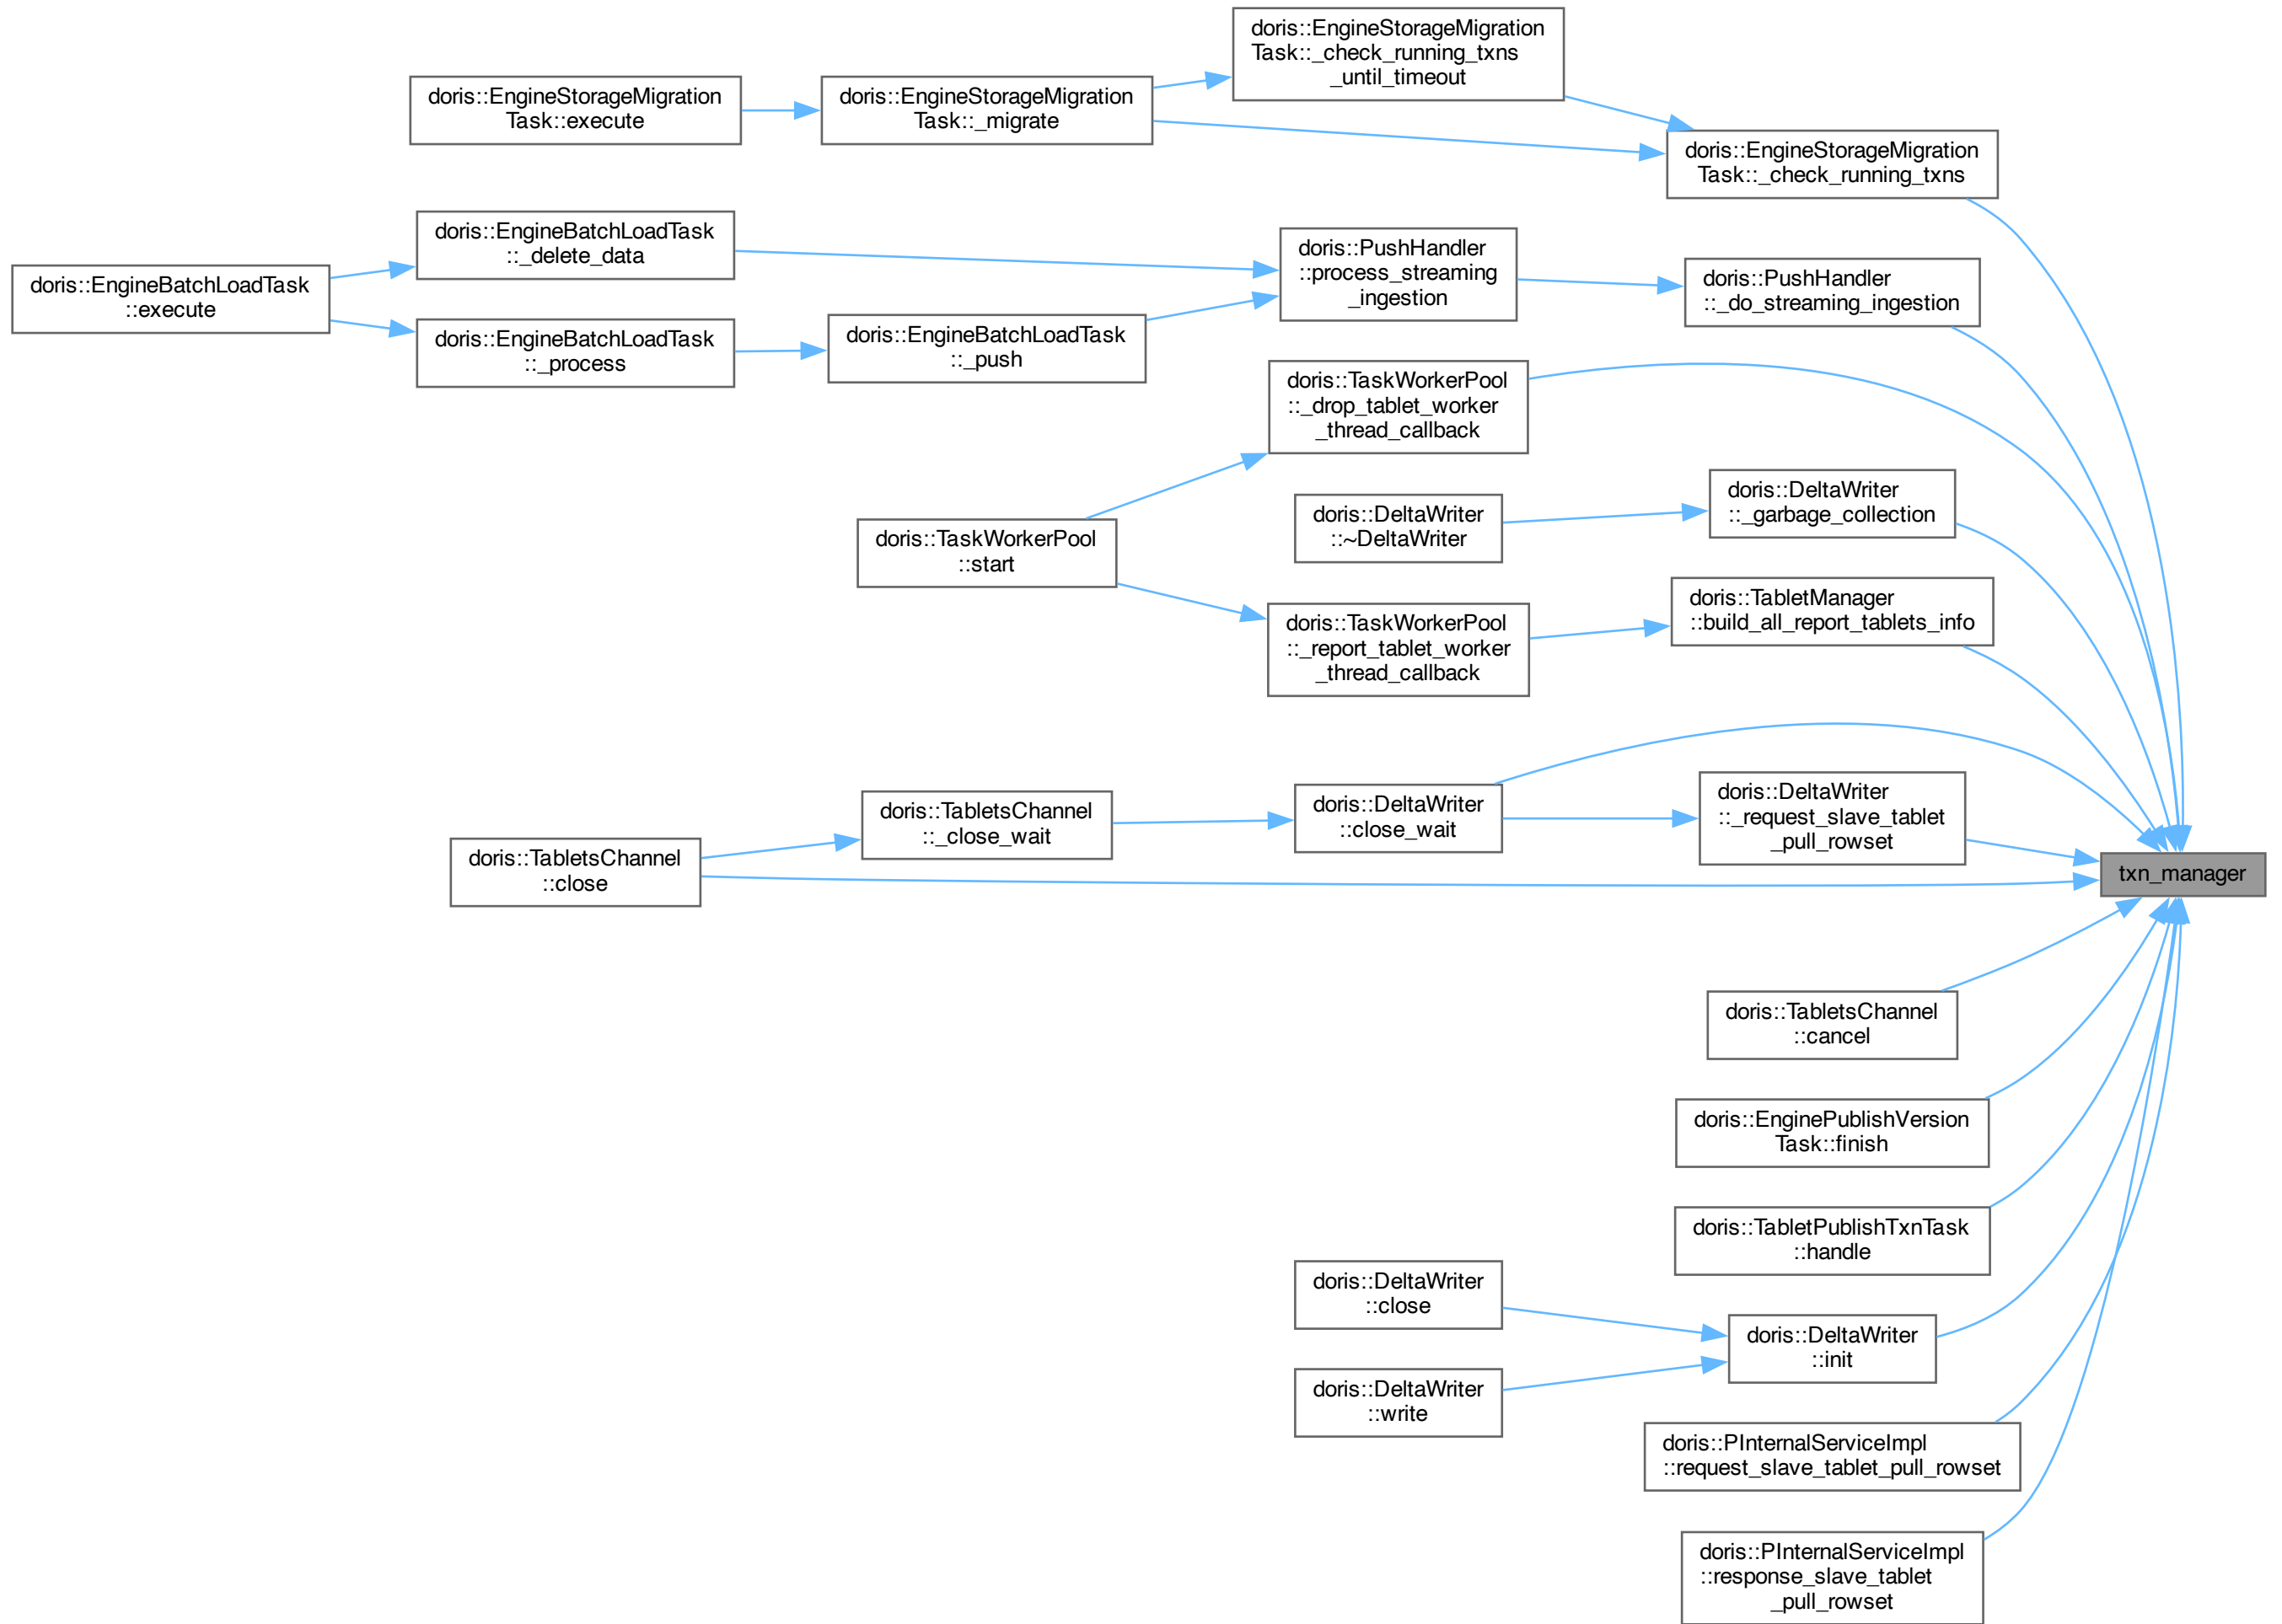 doris::EngineStorageMigration
Task::_check_running_txns
_until_timeout
doris::EngineStorageMigration
Task::execute
doris::EngineStorageMigration
Task::_migrate
doris::EngineStorageMigration
Task::_check_running_txns
doris::EngineBatchLoadTask
::_delete_data
doris::PushHandler
::process_streaming
_ingestion
doris::PushHandler
::_do_streaming_ingestion
doris::EngineBatchLoadTask
::execute
doris::EngineBatchLoadTask
::_process
doris::EngineBatchLoadTask
::_push
doris::TaskWorkerPool
::_drop_tablet_worker
_thread_callback
doris::DeltaWriter
::_garbage_collection
doris::DeltaWriter
::~DeltaWriter
doris::TaskWorkerPool
::start
doris::TabletManager
::build_all_report_tablets_info
doris::TaskWorkerPool
::_report_tablet_worker
_thread_callback
doris::DeltaWriter
::_request_slave_tablet
_pull_rowset
doris::DeltaWriter
::close_wait
doris::TabletsChannel
::_close_wait
doris::TabletsChannel
::close
txn_manager
doris::TabletsChannel
::cancel
doris::EnginePublishVersion
Task::finish
doris::TabletPublishTxnTask
::handle
doris::DeltaWriter
::close
doris::DeltaWriter
::init
doris::DeltaWriter
::write
doris::PInternalServiceImpl
::request_slave_tablet_pull_rowset
doris::PInternalServiceImpl
::response_slave_tablet
_pull_rowset